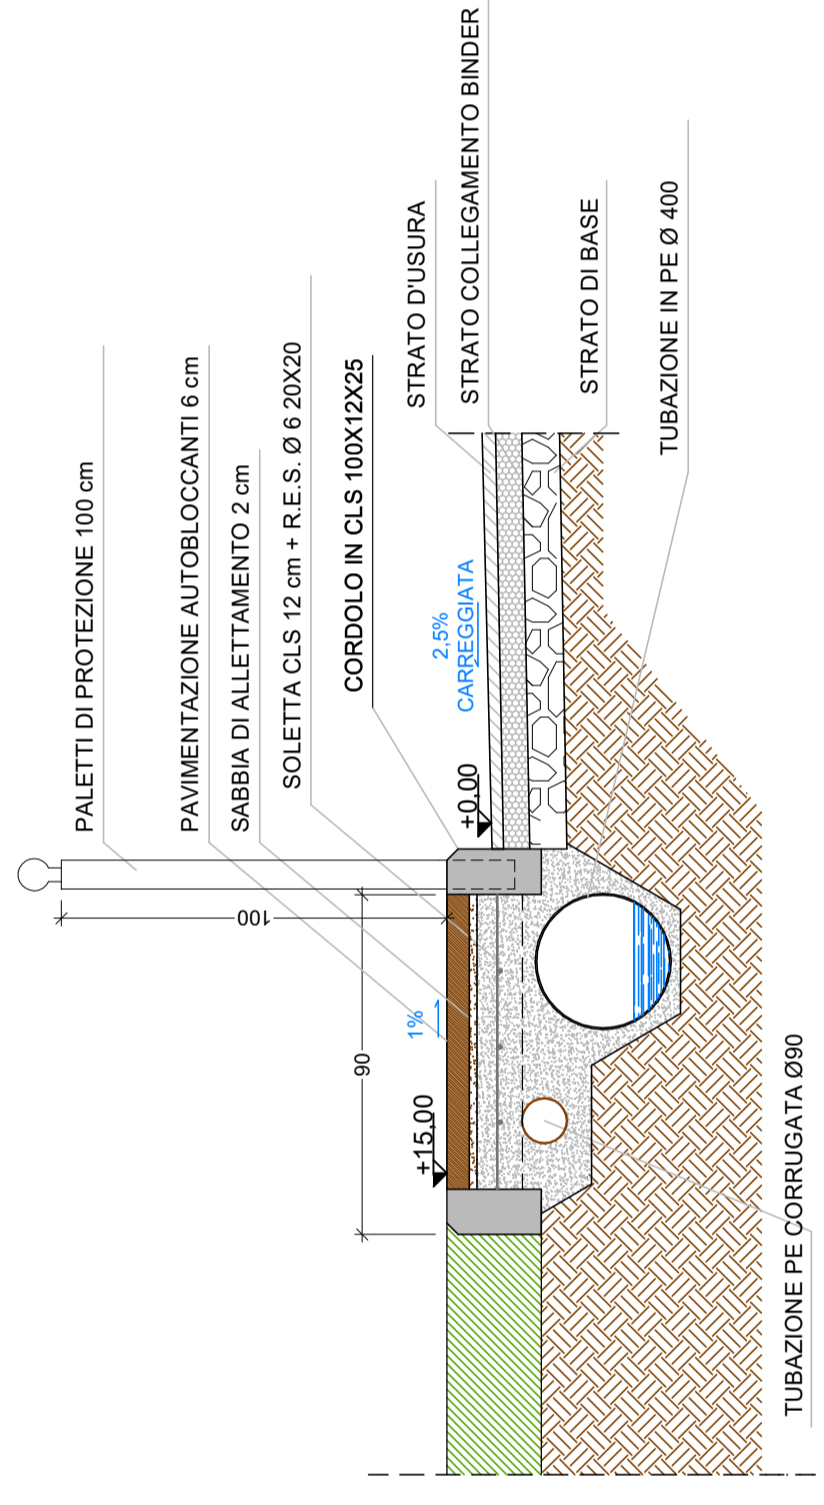 PALETTI DI PROTEZIONE 100 cm
PAVIMENTAZIONE AUTOBLOCCANTI 6 cm
SABBIA DI ALLETTAMENTO 2 cm
SOLETTA CLS 12 cm + R.E.S. Ø 6 20X20
CORDOLO IN CLS 100X12X25
STRATO D'USURA
STRATO COLLEGAMENTO BINDER
STRATO DI BASE
TUBAZIONE IN PE Ø 400
2,5%
CARREGGIATA
+0,00
100
1%
90
+15,00
TUBAZIONE PE CORRUGATA Ø90